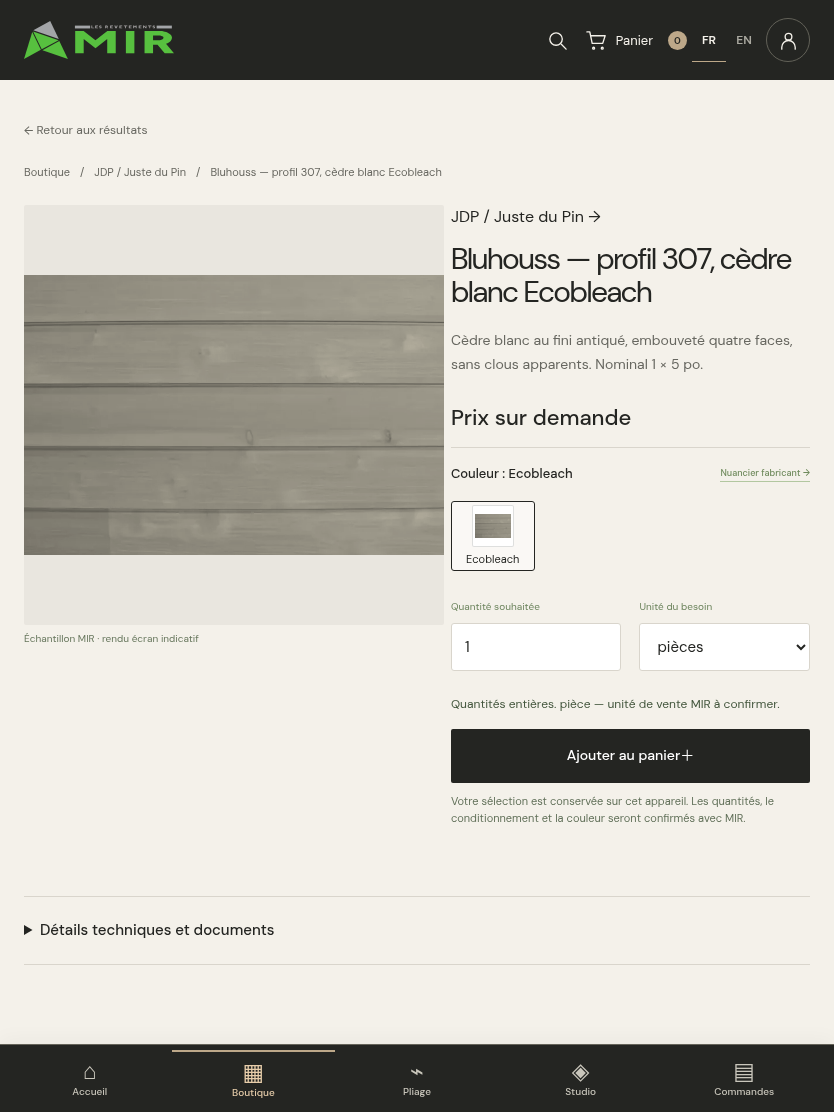 LES REVÊTEMENTS
MIR
Panier
0
FR
EN
← Retour aux résultats
Boutique / JDP / Juste du Pin / Bluhouss — profil 307, cèdre blanc Ecobleach
JDP / Juste du Pin →
Bluhouss — profil 307, cèdre
blanc Ecobleach
Cèdre blanc au fini antiqué, embouveté quatre faces,
sans clous apparents. Nominal 1 × 5 po.
Prix sur demande
Couleur : Ecobleach
Nuancier fabricant →
Ecobleach
Quantité souhaitée
Unité du besoin
1
pièces
Quantités entières. pièce — unité de vente MIR à confirmer.
Ajouter au panier+
Votre sélection est conservée sur cet appareil. Les quantités, le
conditionnement et la couleur seront confirmés avec MIR.
Échantillon MIR · rendu écran indicatif
Détails techniques et documents
Accueil
Boutique
Pliage
Studio
Commandes